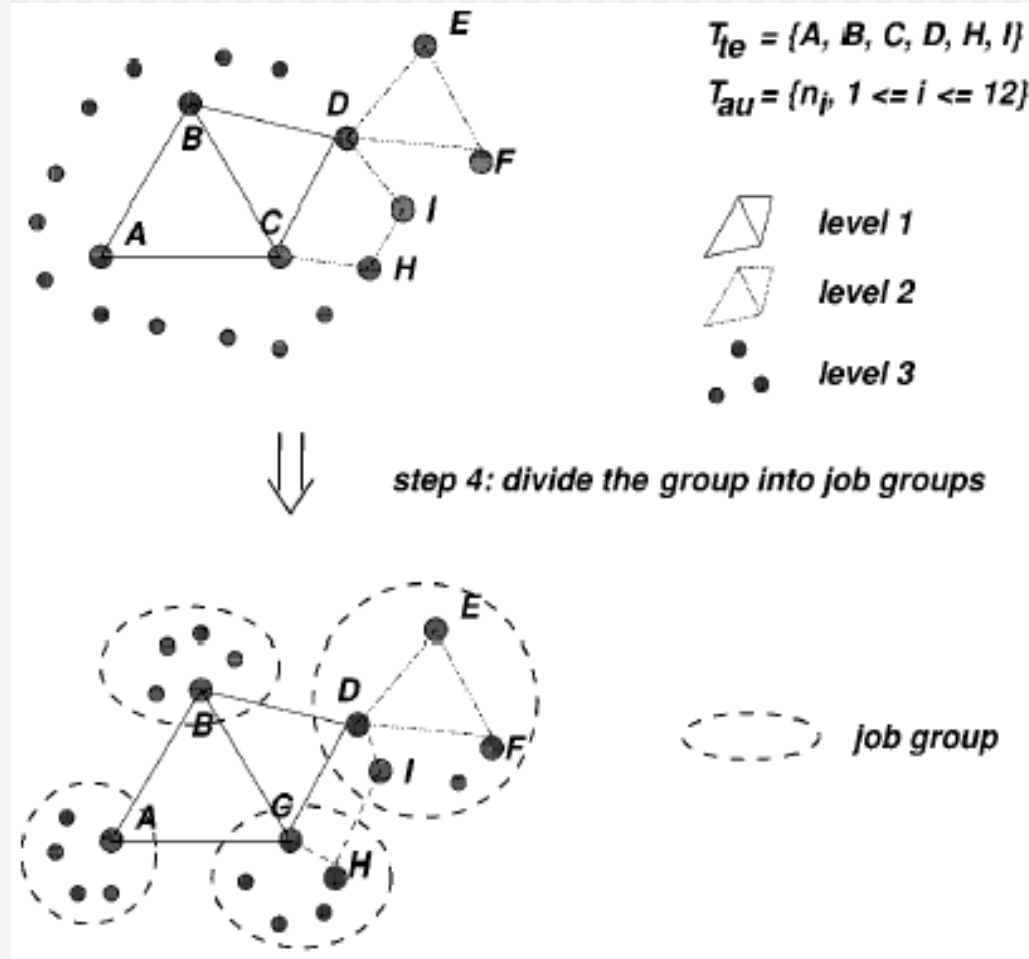 E
T_te = {A, B, C, D, H, I}
T_au = {n_i, 1 <= i <= 12}
D
B
F
I
C
A
H
level 1
level 2
level 3
step 4: divide the group into job groups
E
D
B
F
I
job group
G
A
H